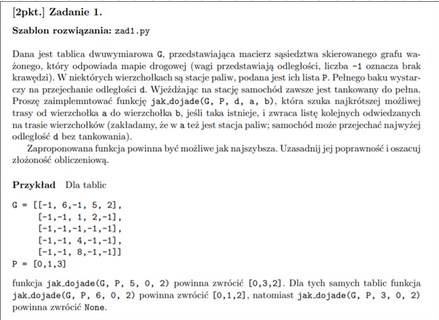 [2pkt.] Zadanie 1.
Szablon rozwiązania: zad1.py
Dana jest tablica dwuwymiarowa G, przedstawiająca macierz sąsiedztwa skierowanego grafu wa-
żonego, który odpowiada mapie drogowej (wagi przedstawiają odległości, liczba -1 oznacza brak
krawędzi). W niektórych wierzchołkach są stacje paliw, podana jest ich lista P. Pełnego baku wystar-
czy na przejechanie odległości d. Wjeżdżając na stację samochód zawsze jest tankowany do pełna.
Proszę zaimplemntować funkcję jak_dojade(G, P, d, a, b), która szuka najkrótszej możliwej
trasy od wierzchołka a do wierzchołka b, jeśli taka istnieje, i zwraca listę kolejnych odwiedzanych
na trasie wierzchołków (zakładamy, że w a też jest stacja paliw; samochód może przejechać najwyżej
odległość d bez tankowania).
Zaproponowana funkcja powinna być możliwe jak najszybsza. Uzasadnij jej poprawność i oszacuj
złożoność obliczeniową.
Przykład Dla tablic
G = [[-1, 6,-1, 5, 2],
[-1,-1, 1, 2,-1],
[-1,-1,-1,-1,-1],
[-1,-1, 4,-1,-1],
[-1,-1, 8,-1,-1]]
P = [0,1,3]
funkcja jak_dojade(G, P, 5, 0, 2) powinna zwrócić [0,3,2]. Dla tych samych tablic funkcja
jak_dojade(G, P, 6, 0, 2) powinna zwrócić [0,1,2], natomiast jak_dojade(G, P, 3, 0, 2)
powinna zwrócić None.